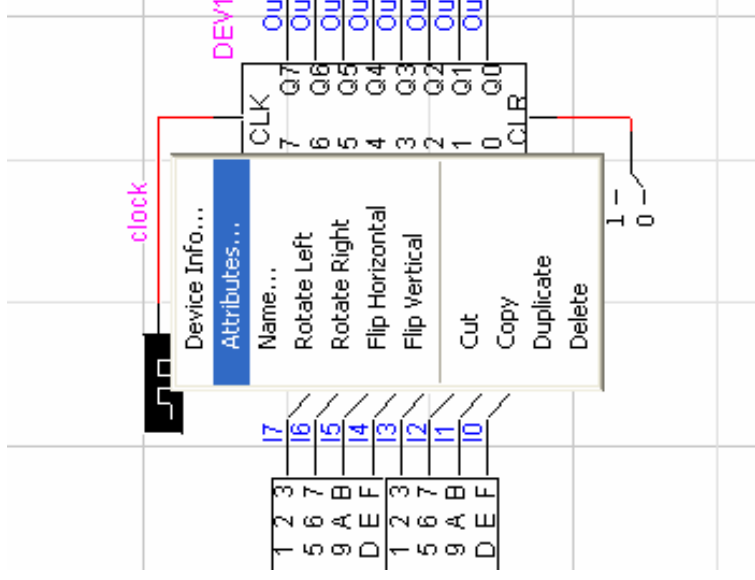 clock
DEV1
Device Info...
Attributes...
Name...
Rotate Left
Rotate Right
Flip Horizontal
Flip Vertical
Cut
Copy
Duplicate
Delete
1 2 3
5 6 7
9 A B
D E F
1 2 3
5 6 7
9 A B
D E F
I7
I6
I5
I4
I3
I2
I1
I0
CLK
7 Q7 Ou
6 Q6 Ou
5 Q5 Ou
4 Q4 Ou
3 Q3 Ou
2 Q2 Ou
1 Q1 Ou
0 Q0 Ou
CLR
1
0